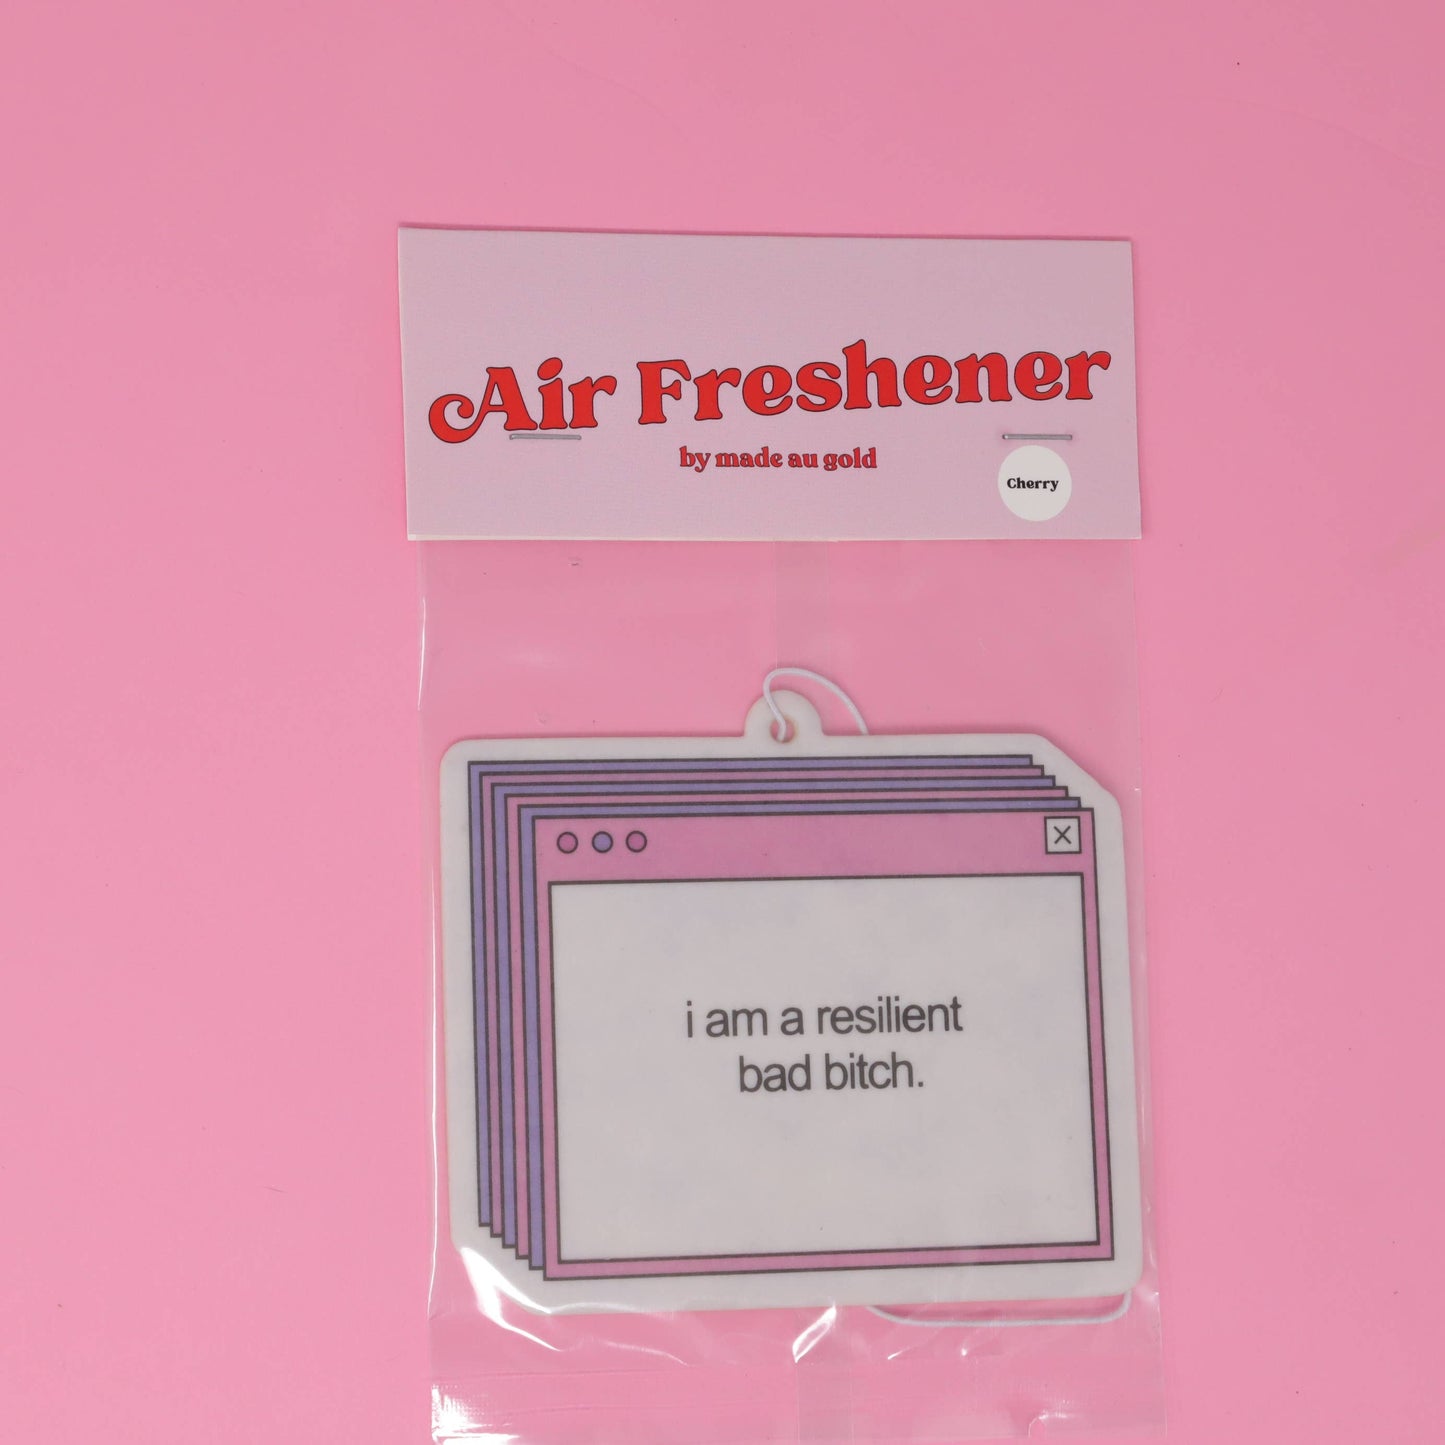 Air Freshener
by made au gold
Cherry
i am a resilient
bad bitch.